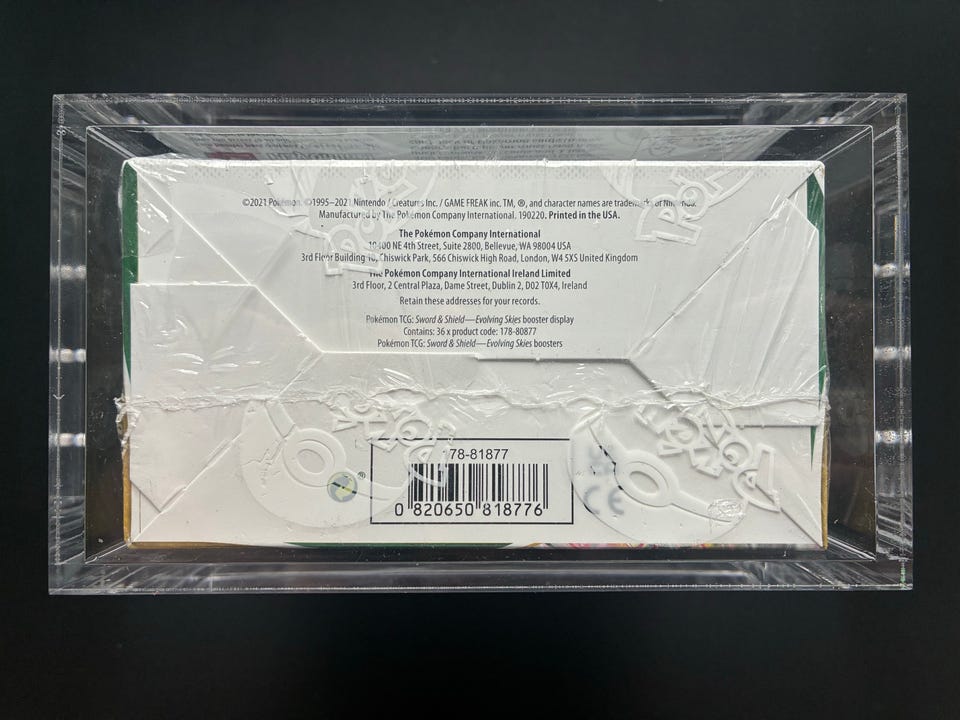 ©2021 Pokémon. ©1995–2021 Nintendo / Creatures Inc. / GAME FREAK inc. TM, ®, and character names are trademarks of Nintendo.
Manufactured by The Pokémon Company International. 190220. Printed in the USA.
The Pokémon Company International
10400 NE 4th Street, Suite 2800, Bellevue, WA 98004 USA
3rd Floor Building 10, Chiswick Park, 566 Chiswick High Road, London, W4 5XS United Kingdom
The Pokémon Company International Ireland Limited
3rd Floor, 2 Central Plaza, Dame Street, Dublin 2, D02 T0X4, Ireland
Retain these addresses for your records.
Pokémon TCG: Sword & Shield—Evolving Skies booster display
Contains: 36 x product code: 178-80877
Pokémon TCG: Sword & Shield—Evolving Skies boosters
178-81877
0 820650 818776
CE